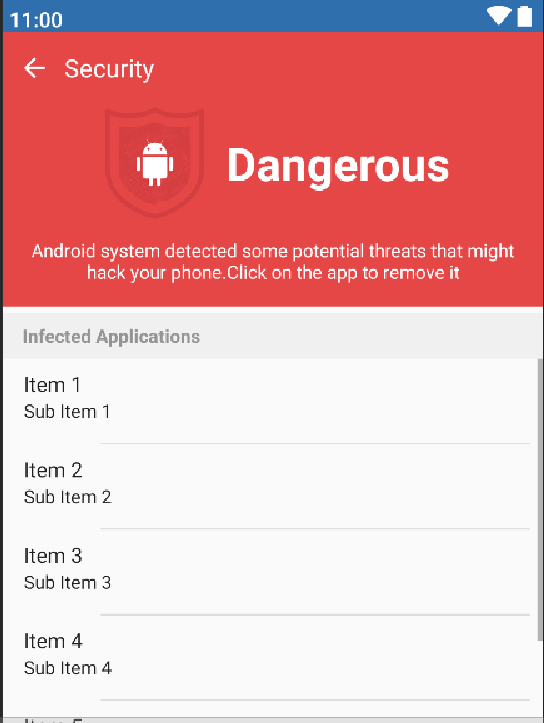 11:00
Security
Dangerous
Android system detected some potential threats that might
hack your phone.Click on the app to remove it
Infected Applications
Item 1
Sub Item 1
Item 2
Sub Item 2
Item 3
Sub Item 3
Item 4
Sub Item 4